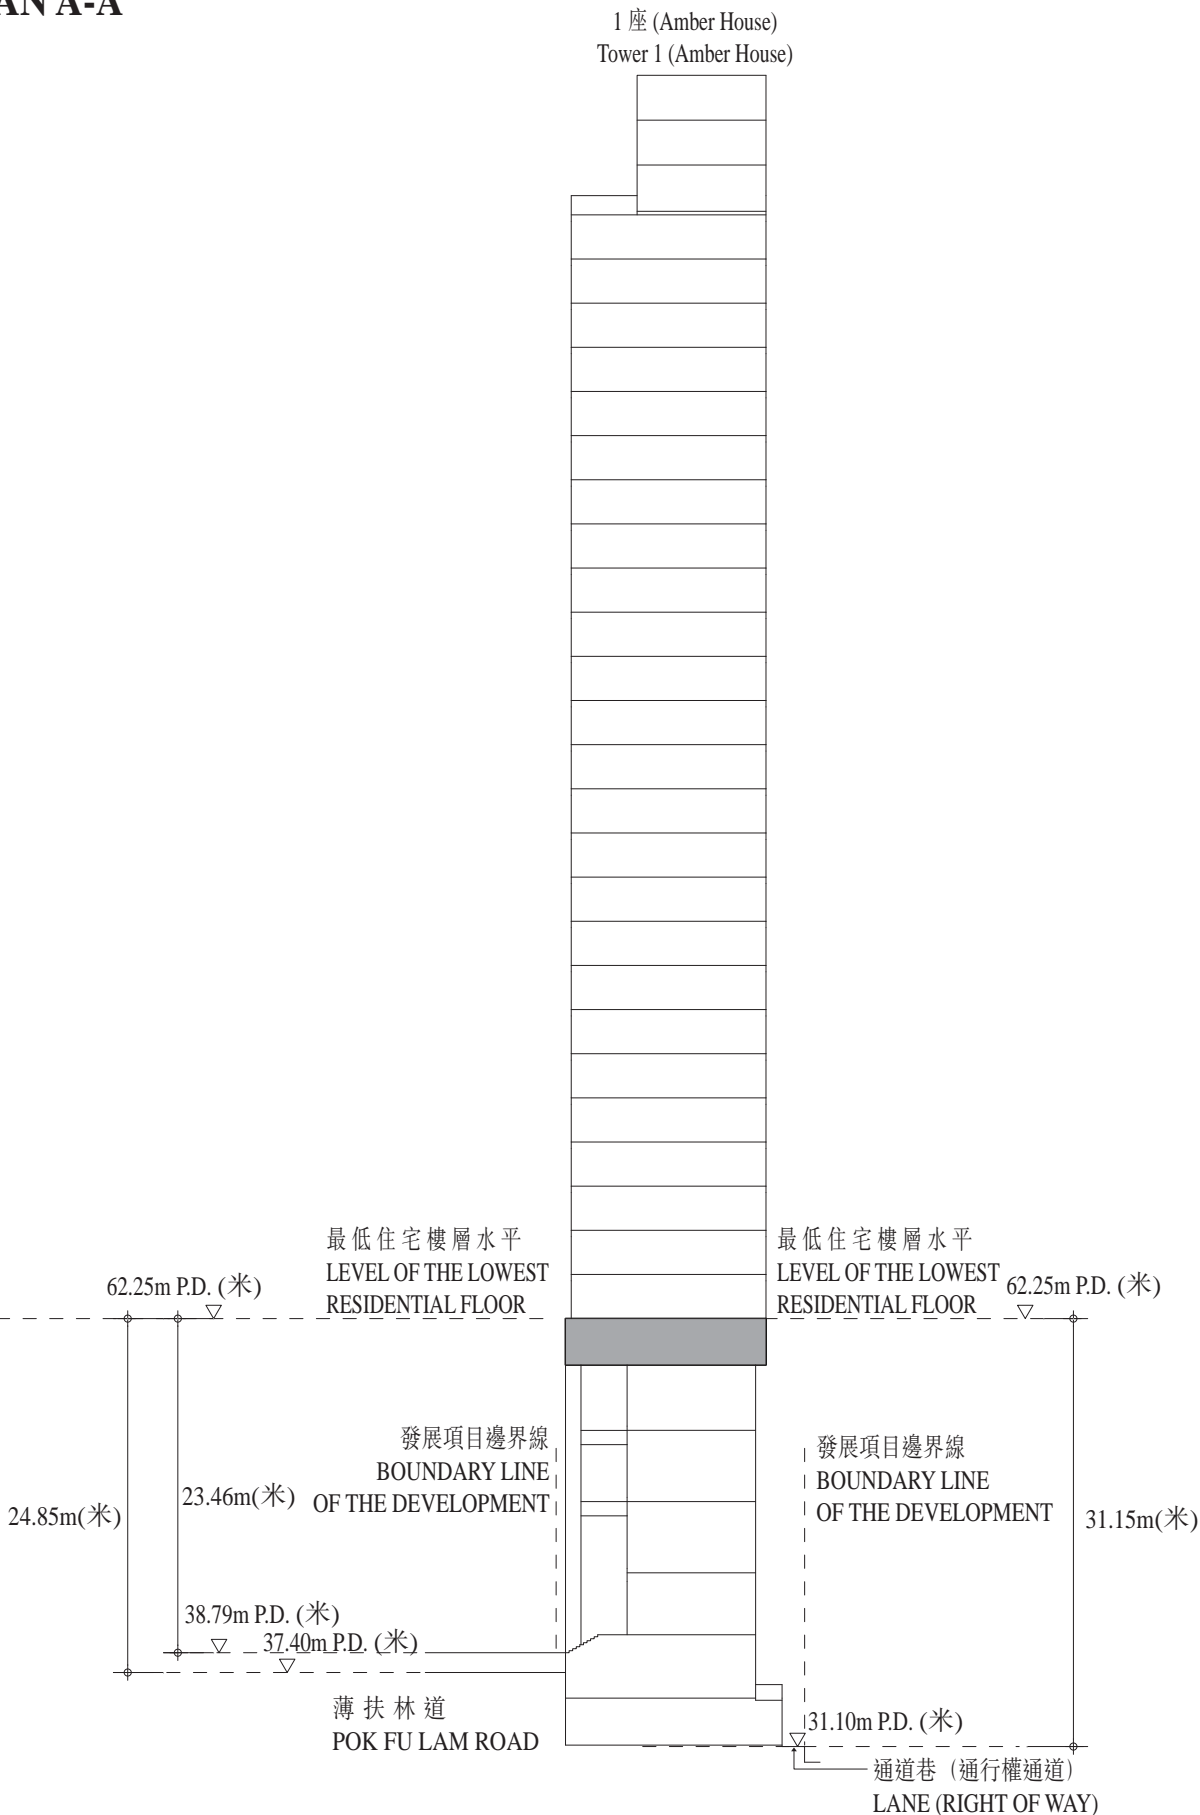 AN A-A
1 座 (Amber House)
Tower 1 (Amber House)
最低住宅樓層水平
LEVEL OF THE LOWEST
RESIDENTIAL FLOOR
62.25m P.D. (米)
最低住宅樓層水平
LEVEL OF THE LOWEST
RESIDENTIAL FLOOR
62.25m P.D. (米)
發展項目邊界線
BOUNDARY LINE
OF THE DEVELOPMENT
發展項目邊界線
BOUNDARY LINE
OF THE DEVELOPMENT
24.85m(米)
23.46m(米)
31.15m(米)
38.79m P.D. (米)
37.40m P.D. (米)
薄扶林道
POK FU LAM ROAD
31.10m P.D. (米)
通道巷（通行權通道）
LANE (RIGHT OF WAY)